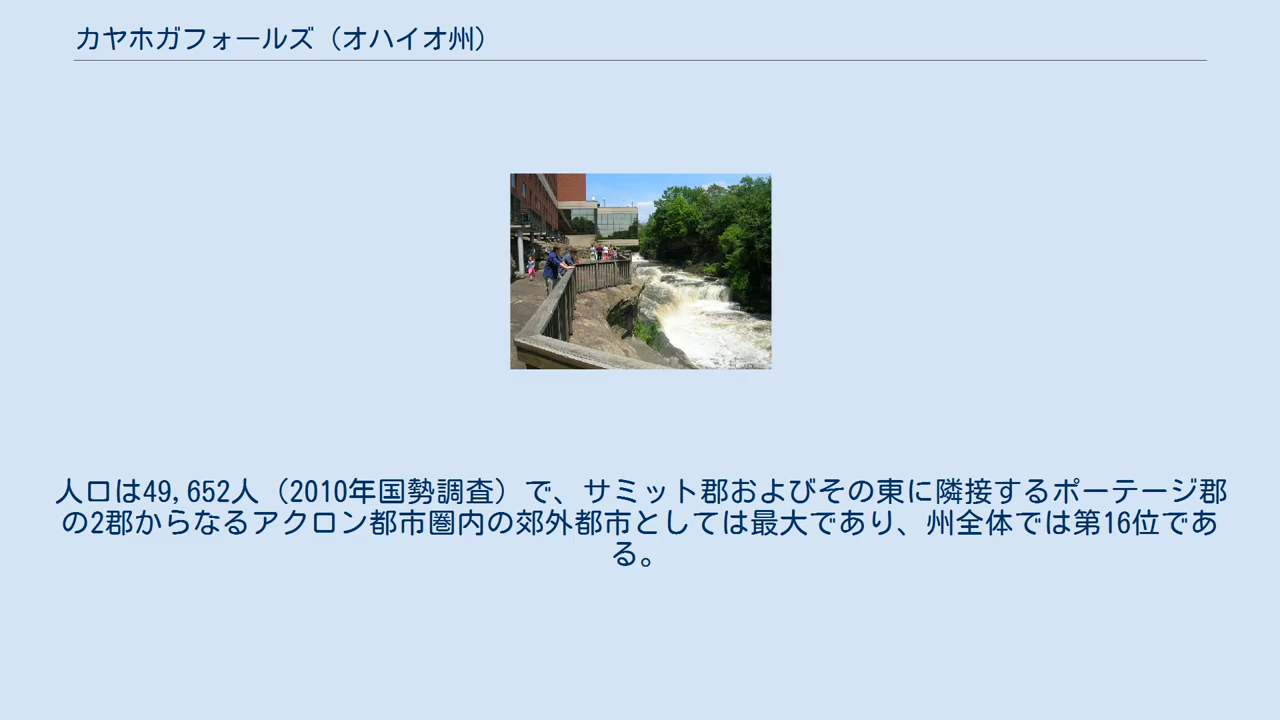 カヤホガフォールズ（オハイオ州）
人口は49,652人（2010年国勢調査）で、サミット郡およびその東に隣接するポーテージ郡
の2郡からなるアクロン都市圏内の郊外都市としては最大であり、州全体では第16位であ
る。